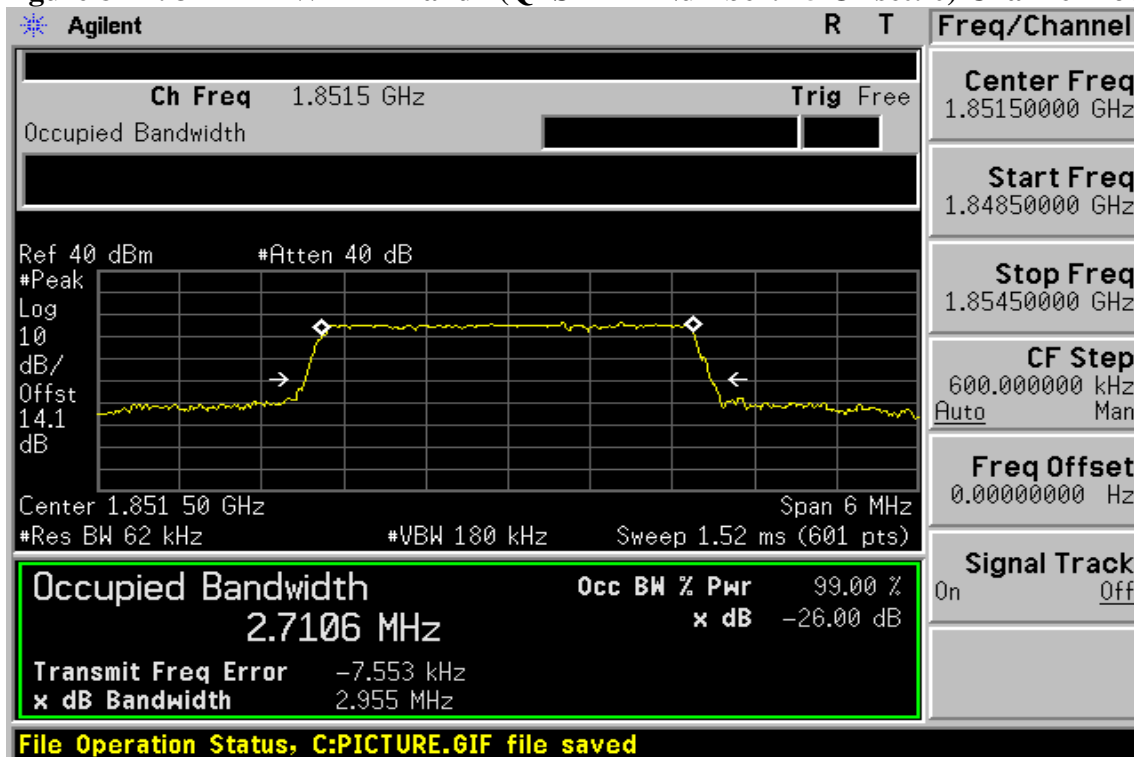 Agilent R T Freq/Channel
Ch Freq 1.8515 GHz Trig Free
Occupied Bandwidth
Center Freq
1.85150000 GHz
Start Freq
1.84850000 GHz
Stop Freq
1.85450000 GHz
CF Step
600.000000 kHz
Auto Man
Freq Offset
0.00000000 Hz
Signal Track
On Off
Ref 40 dBm #Atten 40 dB
#Peak
Log
10
dB/
Offst
14.1
dB
Center 1.851 50 GHz Span 6 MHz
#Res BW 62 kHz #VBW 180 kHz Sweep 1.52 ms (601 pts)
Occupied Bandwidth Occ BW % Pwr 99.00 %
2.7106 MHz x dB -26.00 dB
Transmit Freq Error -7.553 kHz
x dB Bandwidth 2.955 MHz
File Operation Status, C:PICTURE.GIF file saved